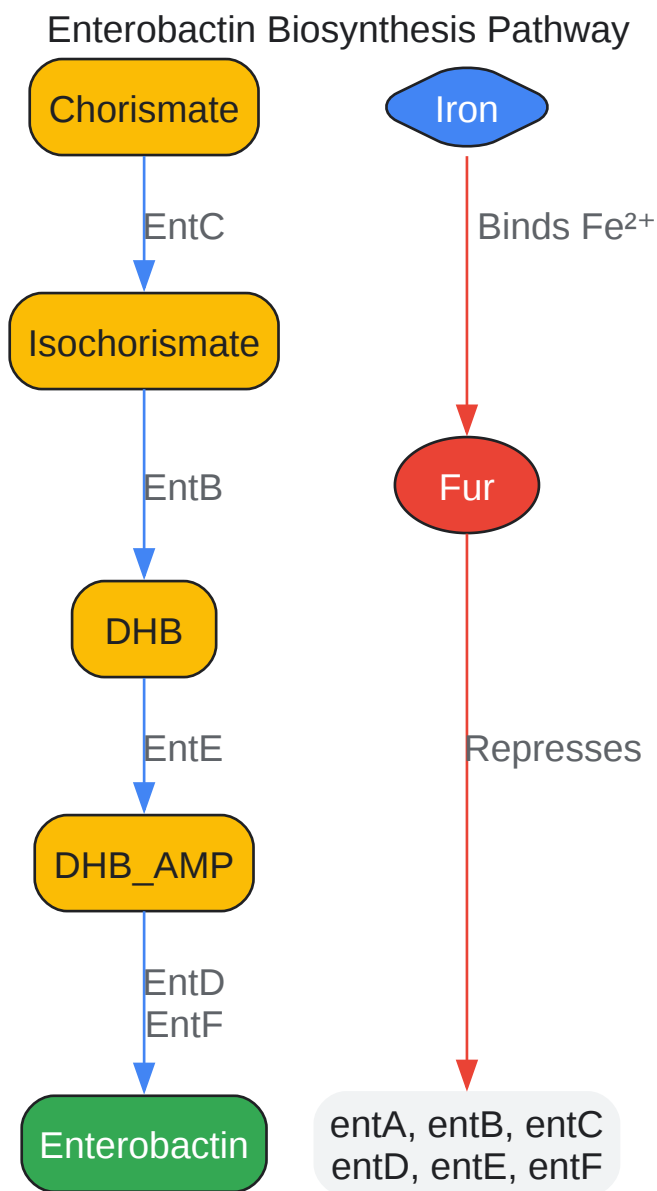 Enterobactin Biosynthesis Pathway
Chorismate
Iron
EntC
Binds Fe²⁺
Isochorismate
EntB
Fur
DHB
EntE
Represses
DHB_AMP
EntD
EntF
Enterobactin
entA, entB, entC
entD, entE, entF